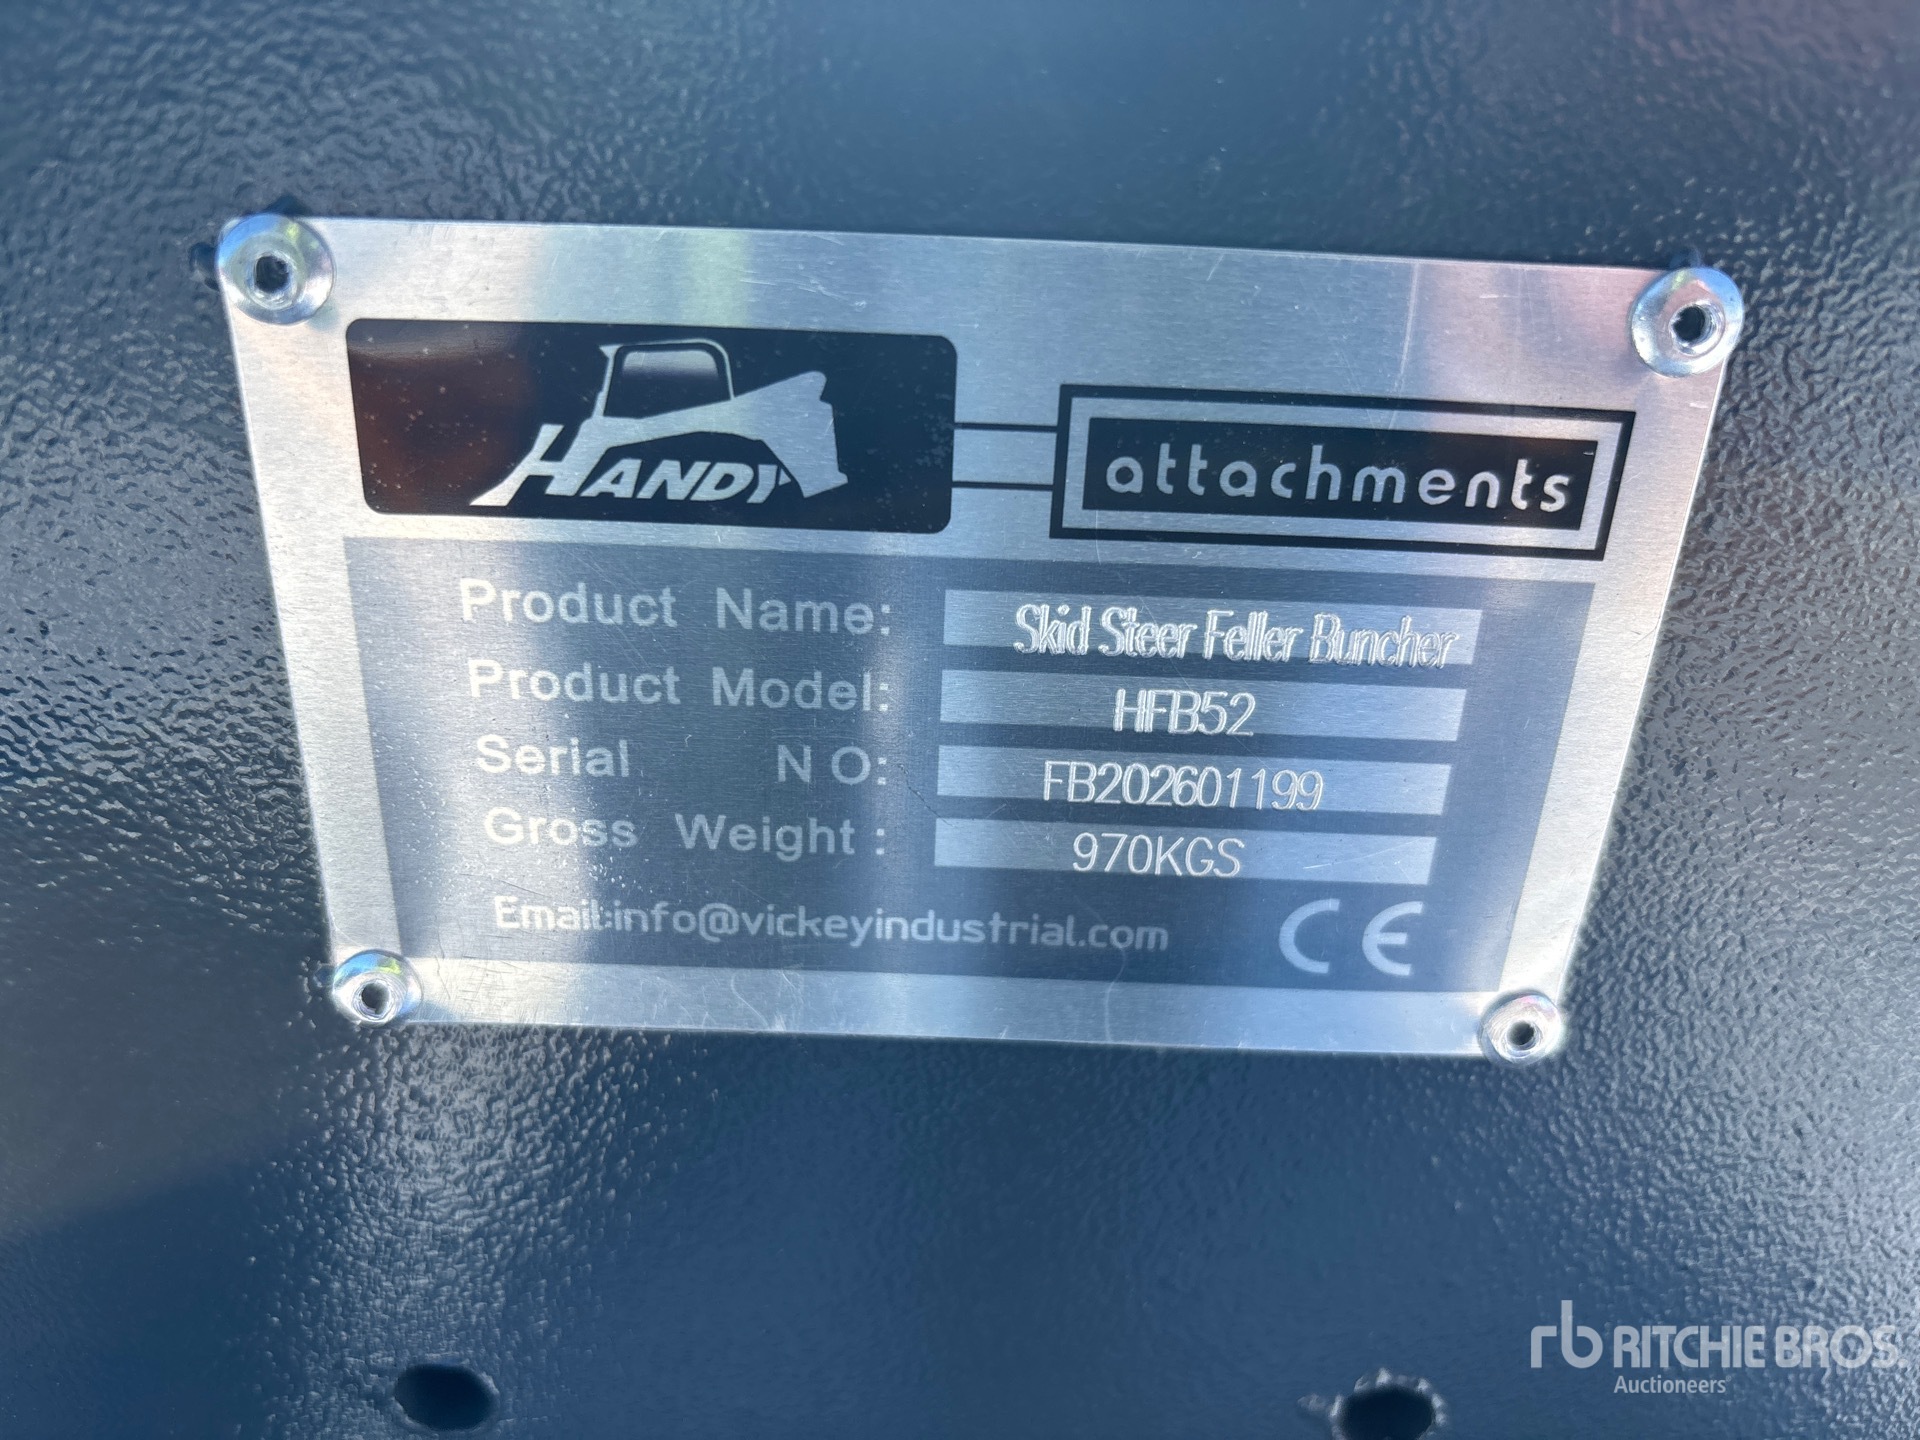 HANDY
attachments
Product Name: Skid Steer Feller Buncher
Product Model: HFB52
Serial NO: FB202601199
Gross Weight: 970KGS
Email:info@vickeyindustrial.com CE
rb RITCHIE BROS.
Auctioneers